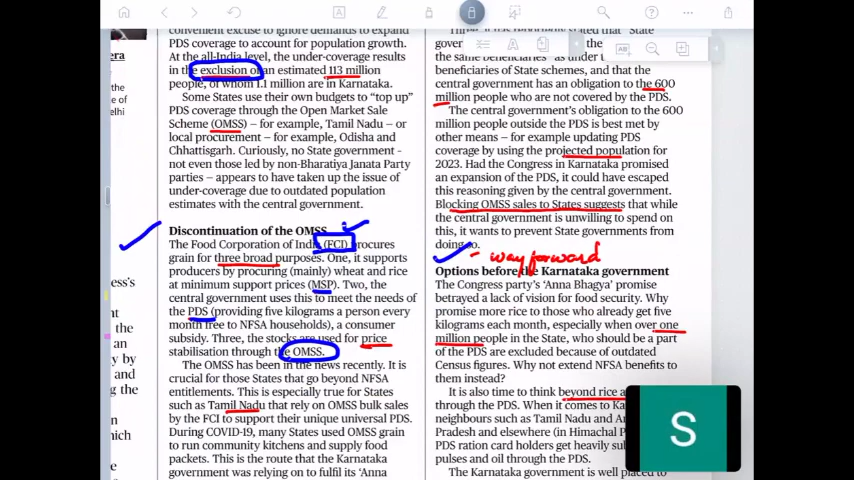 era
the
e of
elhi
convenient excuse to ignore demands to expand
PDS coverage to account for population growth.
At the all-India level, the under-coverage results
in the exclusion of an estimated 113 million
people, of whom 1.1 million are in Karnataka.
Some States use their own budgets to “top up”
PDS coverage through the Open Market Sale
Scheme (OMSS) — for example, Tamil Nadu — or
local procurement — for example, Odisha and
Chhattisgarh. Curiously, no State government -
not even those led by non-Bharatiya Janata Party
parties — appears to have taken up the issue of
under-coverage due to outdated population
estimates with the central government.
Discontinuation of the OMSS
The Food Corporation of India (FCI) procures
grain for three broad purposes. One, it supports
producers by procuring (mainly) wheat and rice
at minimum support prices (MSP). Two, the
central government uses this to meet the needs of
the PDS (providing five kilograms a person every
month free to NFSA households), a consumer
subsidy. Three, the stocks are used for price
stabilisation through the OMSS.
The OMSS has been in the news recently. It is
crucial for those States that go beyond NFSA
entitlements. This is especially true for States
such as Tamil Nadu that rely on OMSS bulk sales
by the FCI to support their unique universal PDS.
During COVID-19, many States used OMSS grain
to run community kitchens and supply food
packets. This is the route that the Karnataka
government was relying on to fulfil its ‘Anna
ess's
nt
the
an
cy by
k and
ng the
n
hich
t
stated that “State
gover
the
the same beneficiaries” as under t
beneficiaries of State schemes, and that the
central government has an obligation to the 600
million people who are not covered by the PDS.
The central government’s obligation to the 600
million people outside the PDS is best met by
other means — for example updating PDS
coverage by using the projected population for
2023. Had the Congress in Karnataka promised
an expansion of the PDS, it could have escaped
this reasoning given by the central government.
Blocking OMSS sales to States suggests that while
the central government is unwilling to spend on
this, it wants to prevent State governments from
doing so.
- way forward
Options before the Karnataka government
The Congress party’s ‘Anna Bhagya’ promise
betrayed a lack of vision for food security. Why
promise more rice to those who already get five
kilograms each month, especially when over one
million people in the State, who should be a part
of the PDS are excluded because of outdated
Census figures. Why not extend NFSA benefits to
them instead?
It is also time to think beyond rice a
through the PDS. When it comes to Ka
neighbours such as Tamil Nadu and An
Pradesh and elsewhere (in Himachal P
PDS ration card holders get heavily sub
pulses and oil through the PDS.
The Karnataka government is well placed to
S